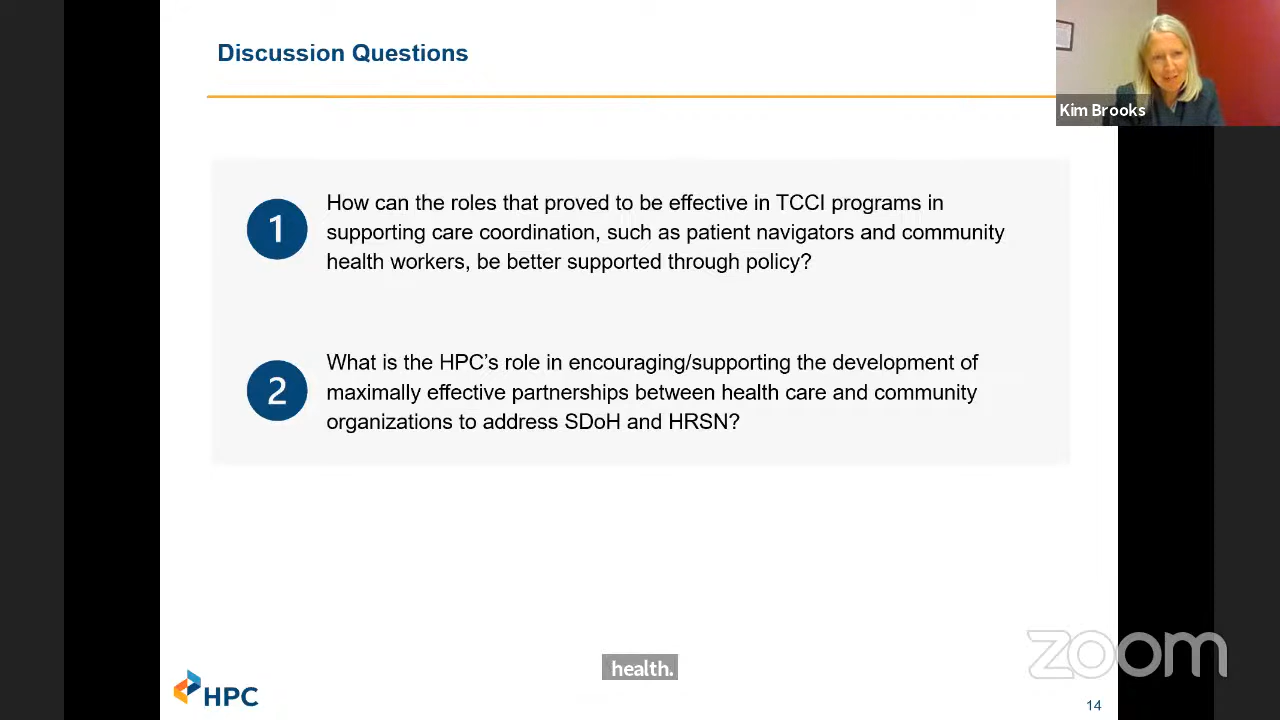 Discussion Questions
Kim Brooks
1
How can the roles that proved to be effective in TCCI programs in
supporting care coordination, such as patient navigators and community
health workers, be better supported through policy?
2
What is the HPC’s role in encouraging/supporting the development of
maximally effective partnerships between health care and community
organizations to address SDoH and HRSN?
health.
zoom
HPC
14